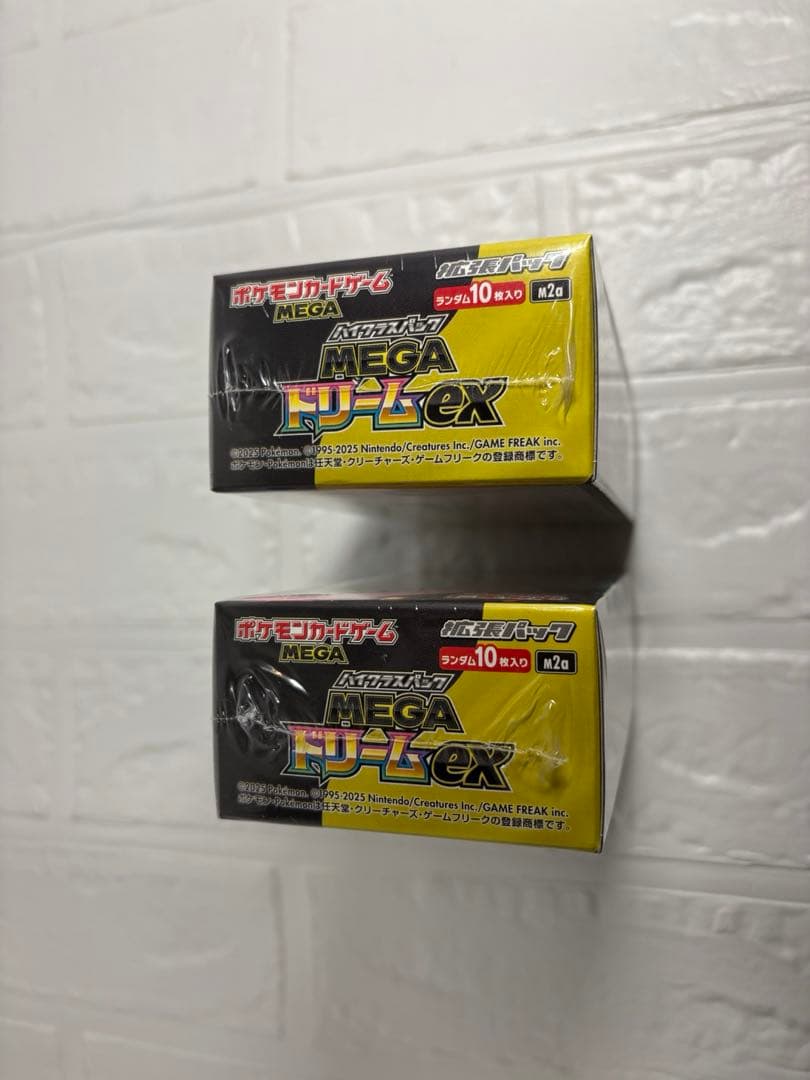 ポケモンカードゲーム
MEGA
拡張パック
ランダム10枚入り
M2a
ハイクラスパック
MEGA
ドリーム ex
©2025 Pokémon. ©1995-2025 Nintendo/Creatures Inc./GAME FREAK inc.
ポケモン・Pokémonは任天堂・クリーチャーズ・ゲームフリークの登録商標です。
ポケモンカードゲーム
MEGA
拡張パック
ランダム10枚入り
M2a
ハイクラスパック
MEGA
ドリーム ex
©2025 Pokémon. ©1995-2025 Nintendo/Creatures Inc./GAME FREAK inc.
ポケモン・Pokémonは任天堂・クリーチャーズ・ゲームフリークの登録商標です。